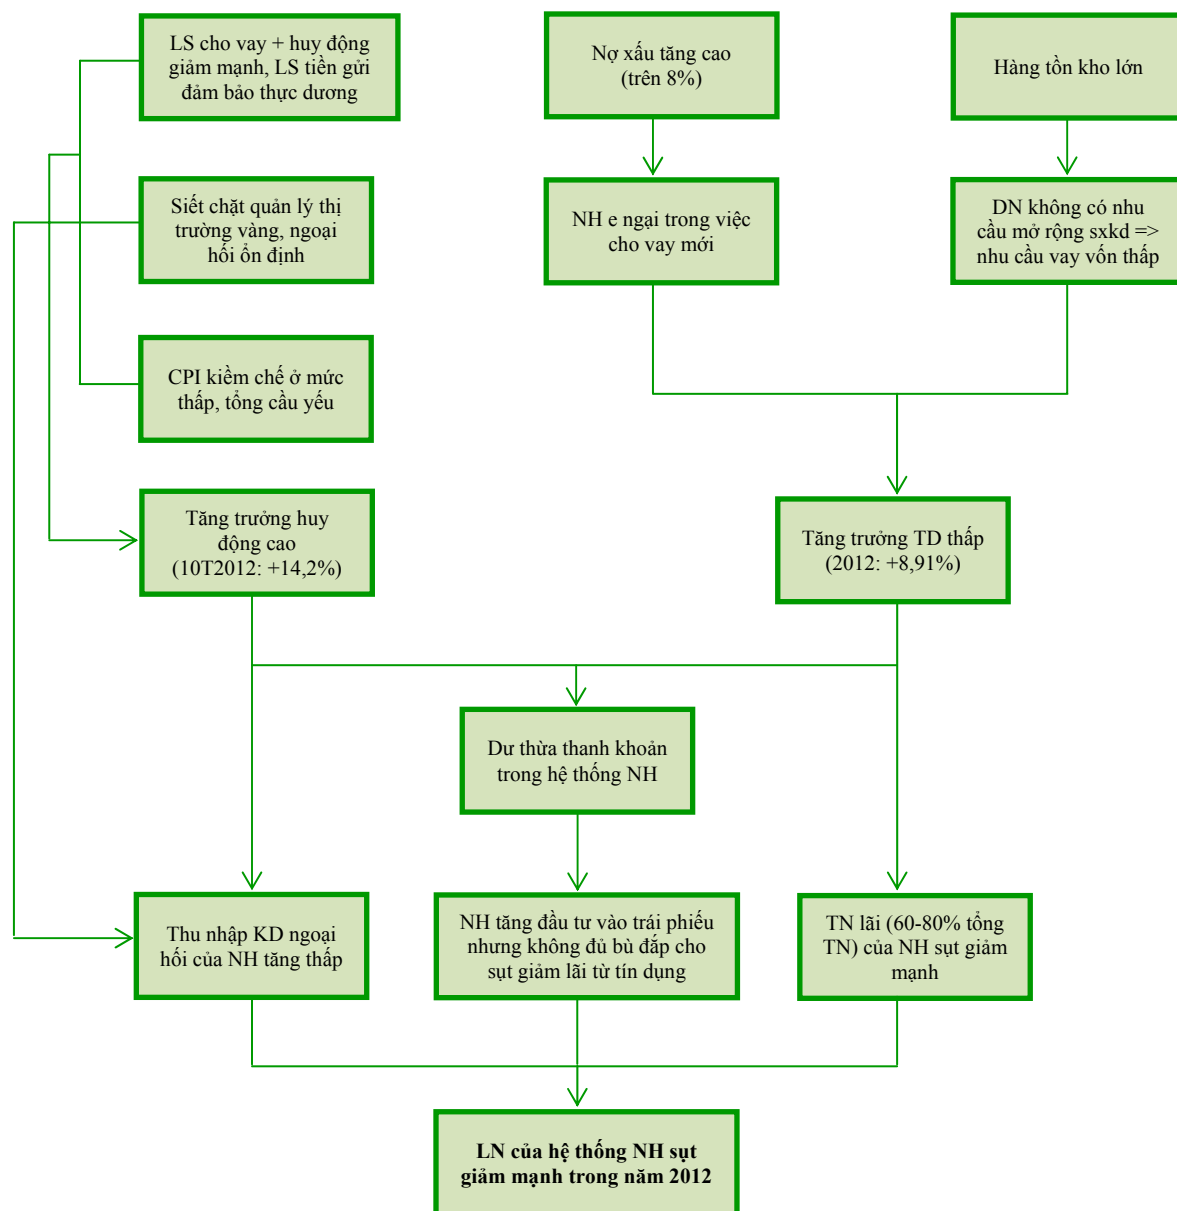 LS cho vay + huy động
giảm mạnh, LS tiền gửi
đảm bảo thực dương
Nợ xấu tăng cao
(trên 8%)
Hàng tồn kho lớn
Siết chặt quản lý thị
trường vàng, ngoại
hối ổn định
NH e ngại trong việc
cho vay mới
DN không có nhu
cầu mở rộng sxkd =>
nhu cầu vay vốn thấp
CPI kiềm chế ở mức
thấp, tổng cầu yếu
Tăng trưởng huy
động cao
(10T2012: +14,2%)
Tăng trưởng TD thấp
(2012: +8,91%)
Dư thừa thanh khoản
trong hệ thống NH
Thu nhập KD ngoại
hối của NH tăng thấp
NH tăng đầu tư vào trái phiếu
nhưng không đủ bù đắp cho
sụt giảm lãi từ tín dụng
TN lãi (60-80% tổng
TN) của NH sụt giảm
mạnh
LN của hệ thống NH sụt
giảm mạnh trong năm 2012